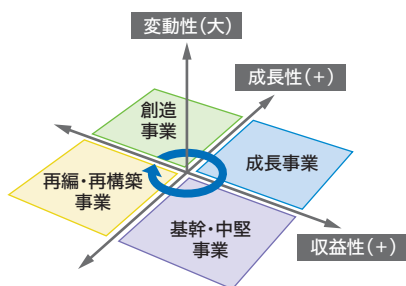 変動性(大)
成長性(+)
創造
事業
成長事業
再編・再構築
事業
基幹・中堅
事業
収益性(+)